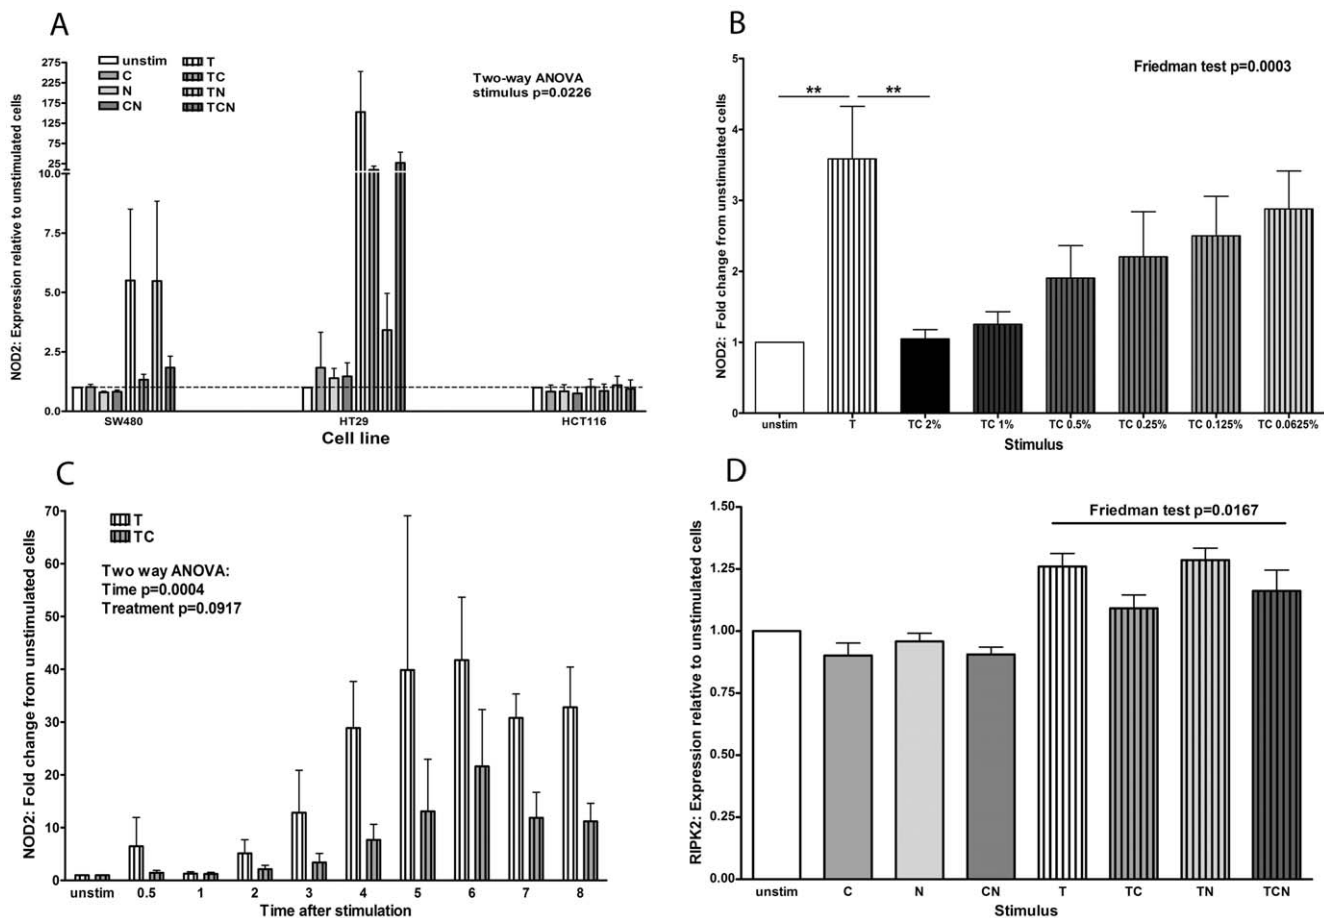 A
NOD2: Expression relative to unstimulated cells
unstim
C
N
CN
T
TC
TN
TCN
Two-way ANOVA
stimulus p=0.0226
275
225
175
125
75
25
10.0
7.5
5.0
2.5
0.0
SW480
HT29
HCT116
Cell line
B
NOD2: Fold change from unstimulated cells
Friedman test p=0.0003
**
**
5
4
3
2
1
0
unstim
T
TC 2%
TC 1%
TC 0.5%
TC 0.25%
TC 0.125%
TC 0.0625%
Stimulus
C
NOD2: Fold change from unstimulated cells
T
TC
Two way ANOVA:
Time p=0.0004
Treatment p=0.0917
70
60
50
40
30
20
10
0
unstim
0.5
1
2
3
4
5
6
7
8
Time after stimulation
D
RIPK2: Expression relative to unstimulated cells
Friedman test p=0.0167
1.50
1.25
1.00
0.75
0.50
0.25
0.00
unstim
C
N
CN
T
TC
TN
TCN
Stimulus